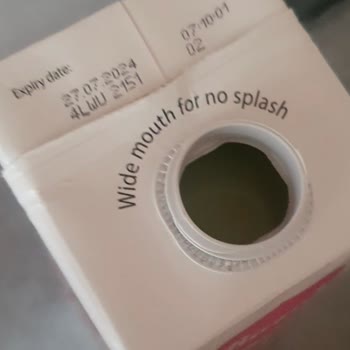 Expiry date:
27.07.2024
4LWU 2151
07:10:01
02
Wide mouth for no splash